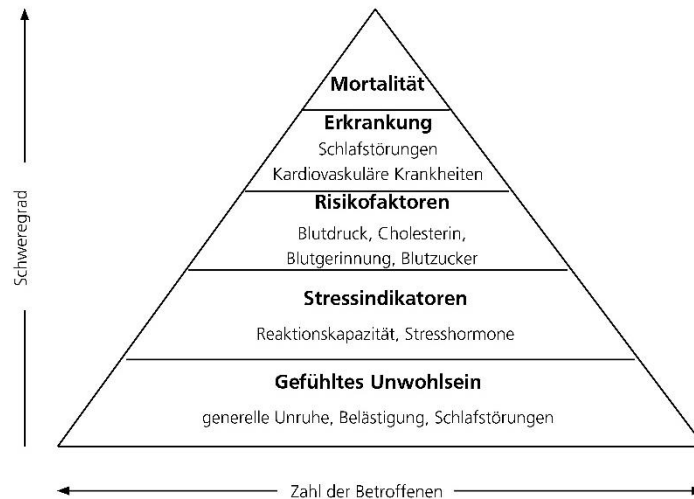 Mortalität
Erkrankung
Schlafstörungen
Kardiovaskuläre Krankheiten
Risikofaktoren
Blutdruck, Cholesterin,
Blutgerinnung, Blutzucker
Stressindikatoren
Reaktionskapazität, Stresshormone
Gefühltes Unwohlsein
generelle Unruhe, Belästigung, Schlafstörungen
Schweregrad
Zahl der Betroffenen